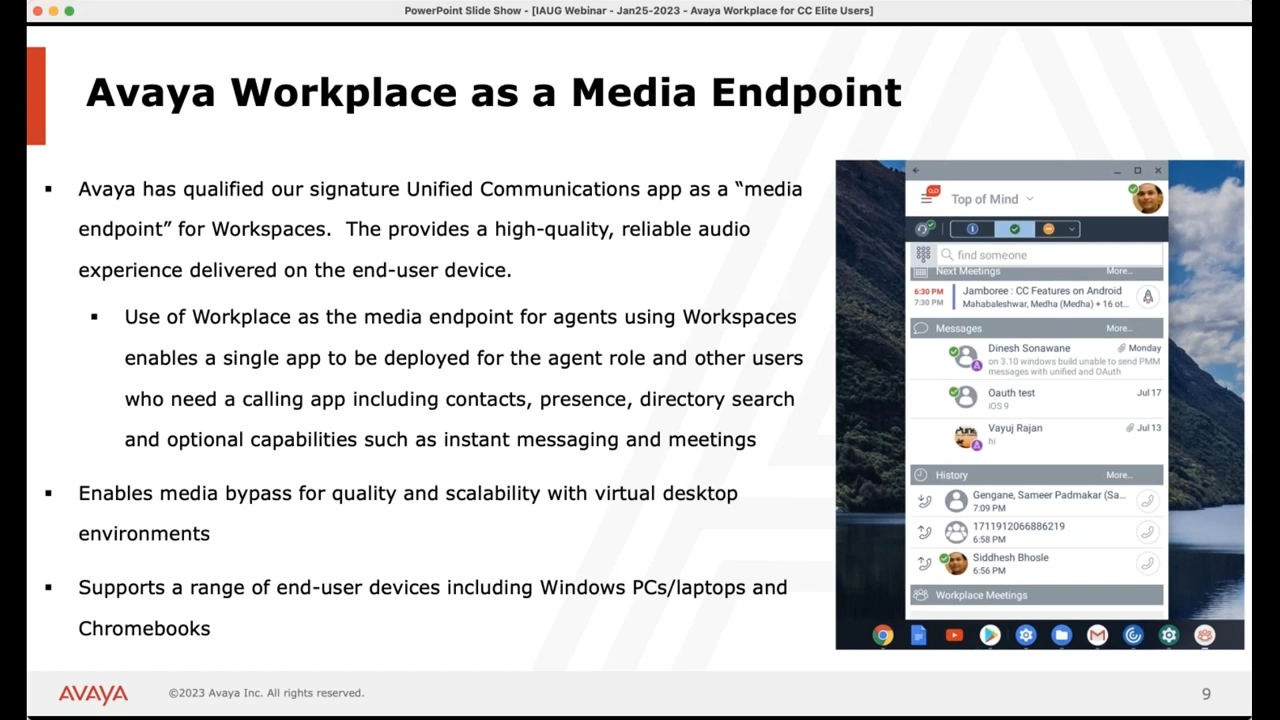 PowerPoint Slide Show - [IAUG Webinar - Jan25-2023 - Avaya Workplace for CC Elite Users]
Avaya Workplace as a Media Endpoint
▪ Avaya has qualified our signature Unified Communications app as a “media
endpoint” for Workspaces. The provides a high-quality, reliable audio
experience delivered on the end-user device.
▪ Use of Workplace as the media endpoint for agents using Workspaces
enables a single app to be deployed for the agent role and other users
who need a calling app including contacts, presence, directory search
and optional capabilities such as instant messaging and meetings
▪ Enables media bypass for quality and scalability with virtual desktop
environments
▪ Supports a range of end-user devices including Windows PCs/laptops and
Chromebooks
Top of Mind
find someone
Next Meetings More...
6:30 PM Jamboree : CC Features on Android
7:30 PM Mahabaleshwar, Medha (Medha) + 16 ot...
Messages More...
Dinesh Sonawane Monday
on 3.10 windows build unable to send PMM
messages with unified and OAuth
Oauth test Jul 17
iOS 9
Vayuj Rajan Jul 13
hi
History More...
Gengane, Sameer Padmakar (Sa...
7:09 PM
1711912066886219
6:58 PM
Siddhesh Bhosle
6:56 PM
Workplace Meetings
AVAYA
©2023 Avaya Inc. All rights reserved.
9